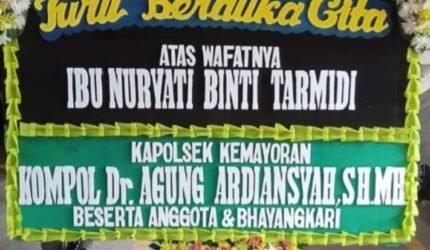 Turut Berduka Cita
ATAS WAFATNYA
IBU NURYATI BINTI TARMIDI
KAPOLSEK KEMAYORAN
KOMPOL Dr. AGUNG ARDIANSYAH, SH.MH
BESERTA ANGGOTA & BHAYANGKARI